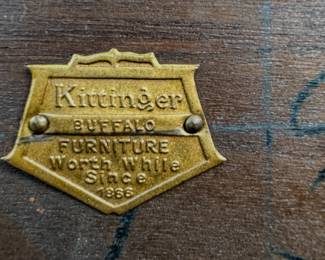 Kittinger
BUFFALO
FURNITURE
Worth While
Since
1866